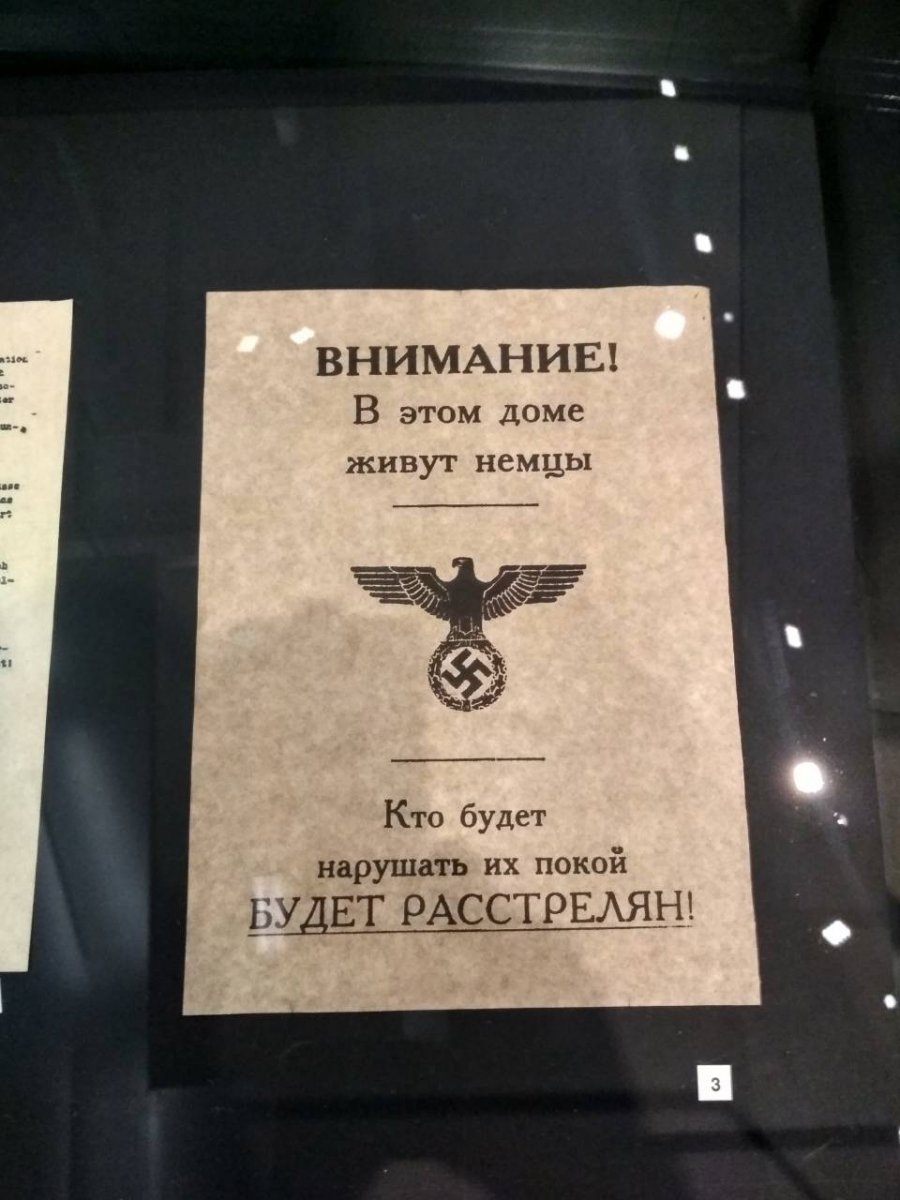 ВНИМАНИЕ!
В этом доме
живут немцы
Кто будет
нарушать их покой
БУДЕТ РАССТРЕЛЯН!
3